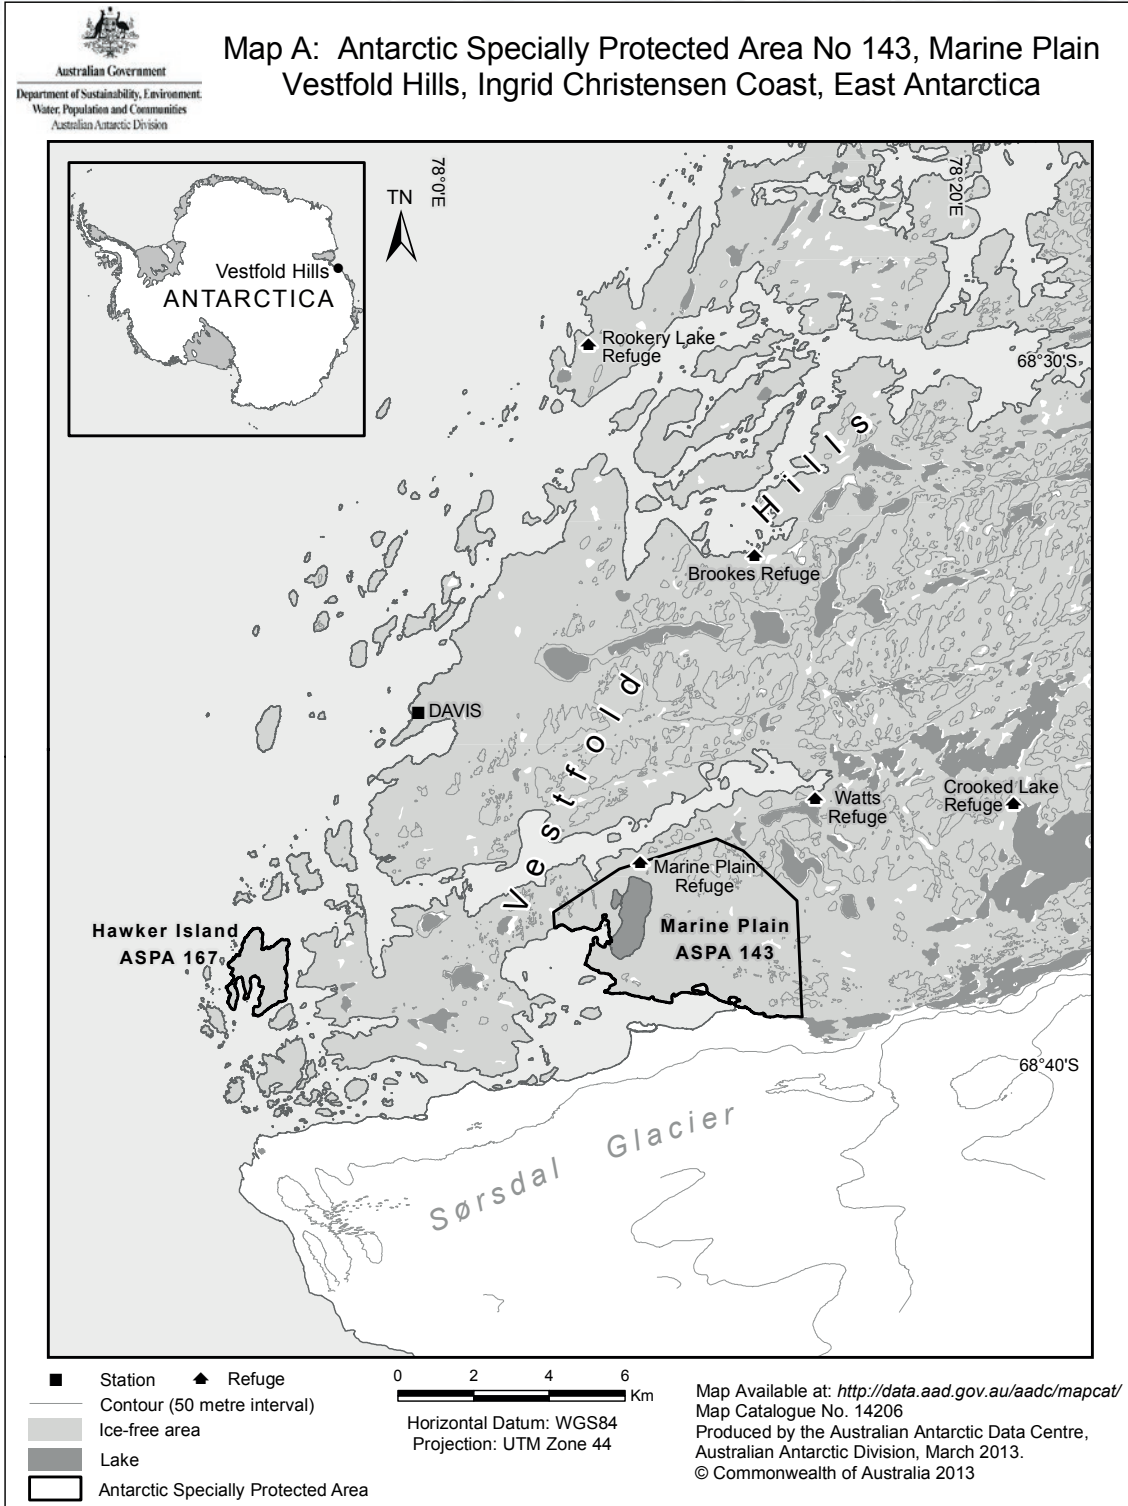 Australian Government
Department of Sustainability, Environment,
Water, Population and Communities
Australian Antarctic Division
Map A: Antarctic Specially Protected Area No 143, Marine Plain
Vestfold Hills, Ingrid Christensen Coast, East Antarctica
78°0'E
78°20'E
TN
Vestfold Hills
ANTARCTICA
Rookery Lake
Refuge
68°30'S
Vestfold Hills
Brookes Refuge
DAVIS
Watts
Refuge
Crooked Lake
Refuge
Marine Plain
Refuge
Hawker Island
ASPA 167
Marine Plain
ASPA 143
68°40'S
Sørsdal Glacier
Station
Refuge
Contour (50 metre interval)
Ice-free area
Lake
Antarctic Specially Protected Area
0 2 4 6
Km
Horizontal Datum: WGS84
Projection: UTM Zone 44
Map Available at: http://data.aad.gov.au/aadc/mapcat/
Map Catalogue No. 14206
Produced by the Australian Antarctic Data Centre,
Australian Antarctic Division, March 2013.
© Commonwealth of Australia 2013